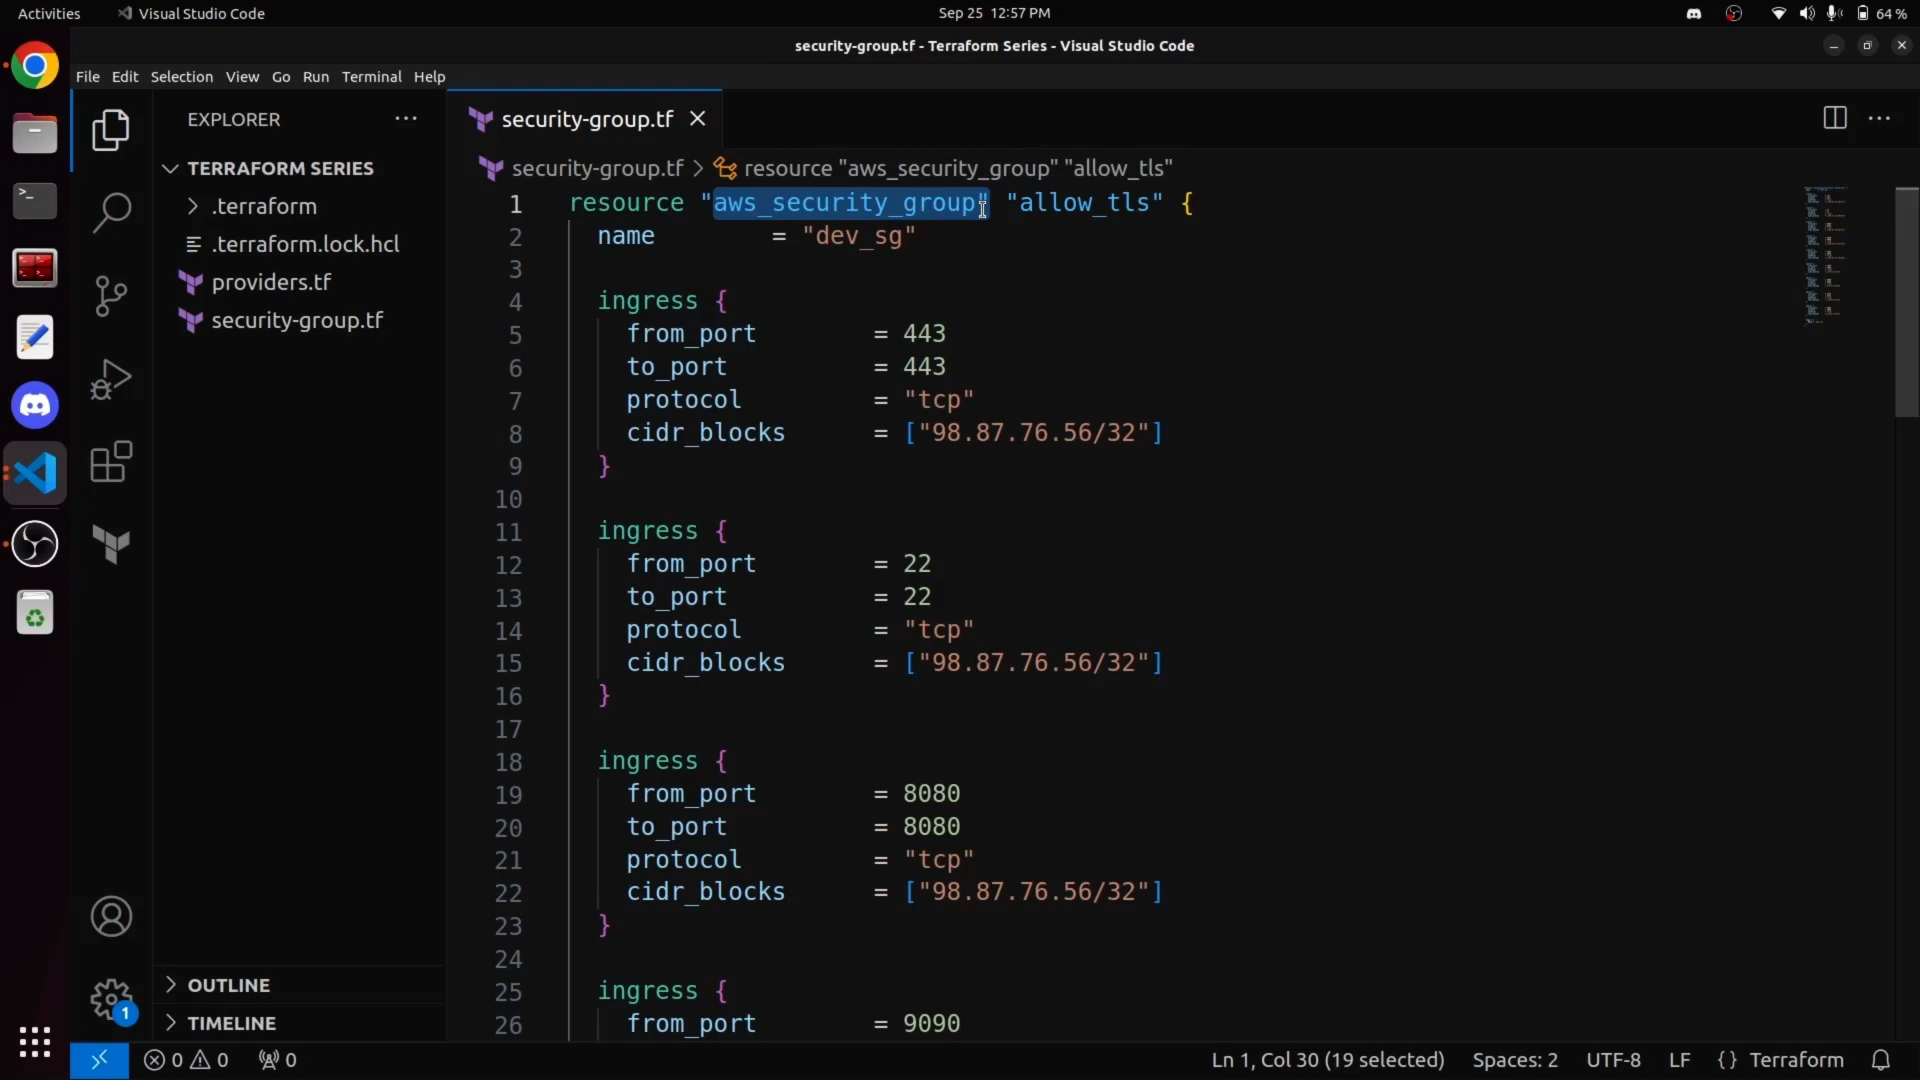 Activities Visual Studio Code Sep 25 12:57 PM 64 %
security-group.tf - Terraform Series - Visual Studio Code
File Edit Selection View Go Run Terminal Help
EXPLORER
TERRAFORM SERIES
.terraform
.terraform.lock.hcl
providers.tf
security-group.tf
OUTLINE
TIMELINE
security-group.tf
security-group.tf > resource "aws_security_group" "allow_tls"
1 resource "aws_security_group" "allow_tls" {
2 name = "dev_sg"
3
4 ingress {
5 from_port = 443
6 to_port = 443
7 protocol = "tcp"
8 cidr_blocks = ["98.87.76.56/32"]
9 }
10
11 ingress {
12 from_port = 22
13 to_port = 22
14 protocol = "tcp"
15 cidr_blocks = ["98.87.76.56/32"]
16 }
17
18 ingress {
19 from_port = 8080
20 to_port = 8080
21 protocol = "tcp"
22 cidr_blocks = ["98.87.76.56/32"]
23 }
24
25 ingress {
26 from_port = 9090
1
0 0 0 Ln 1, Col 30 (19 selected) Spaces: 2 UTF-8 LF {} Terraform